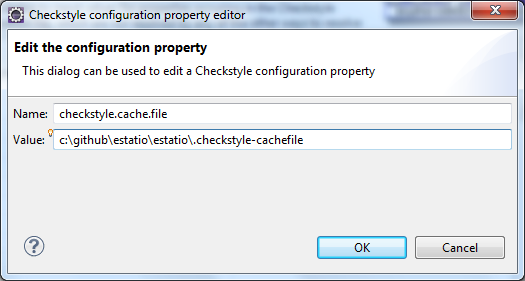 Checkstyle configuration property editor
Edit the configuration property
This dialog can be used to edit a Checkstyle configuration property
Name: checkstyle.cache.file
Value: c:\github\estatio\estatio\.checkstyle-cachefile
OK Cancel